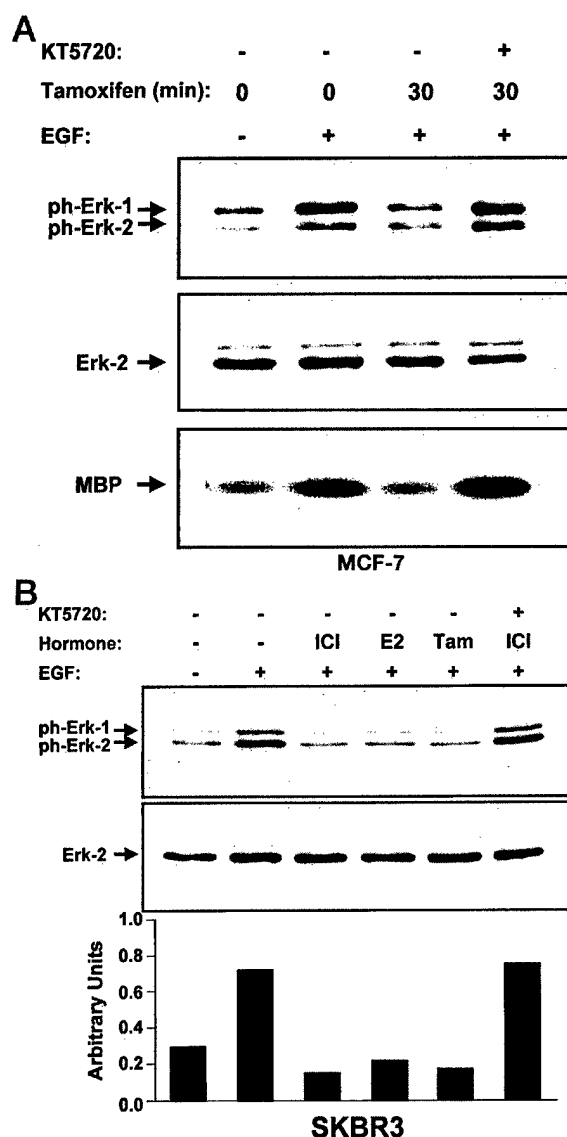 A
KT5720: - - - +
Tamoxifen (min): 0 0 30 30
EGF: - + + +
ph-Erk-1
ph-Erk-2
Erk-2
MBP
MCF-7
B
KT5720: - - - - - +
Hormone: - - ICI E2 Tam ICI
EGF: - + + + + +
ph-Erk-1
ph-Erk-2
Erk-2
Arbitrary Units
1.0
0.8
0.6
0.4
0.2
0.0
SKBR3